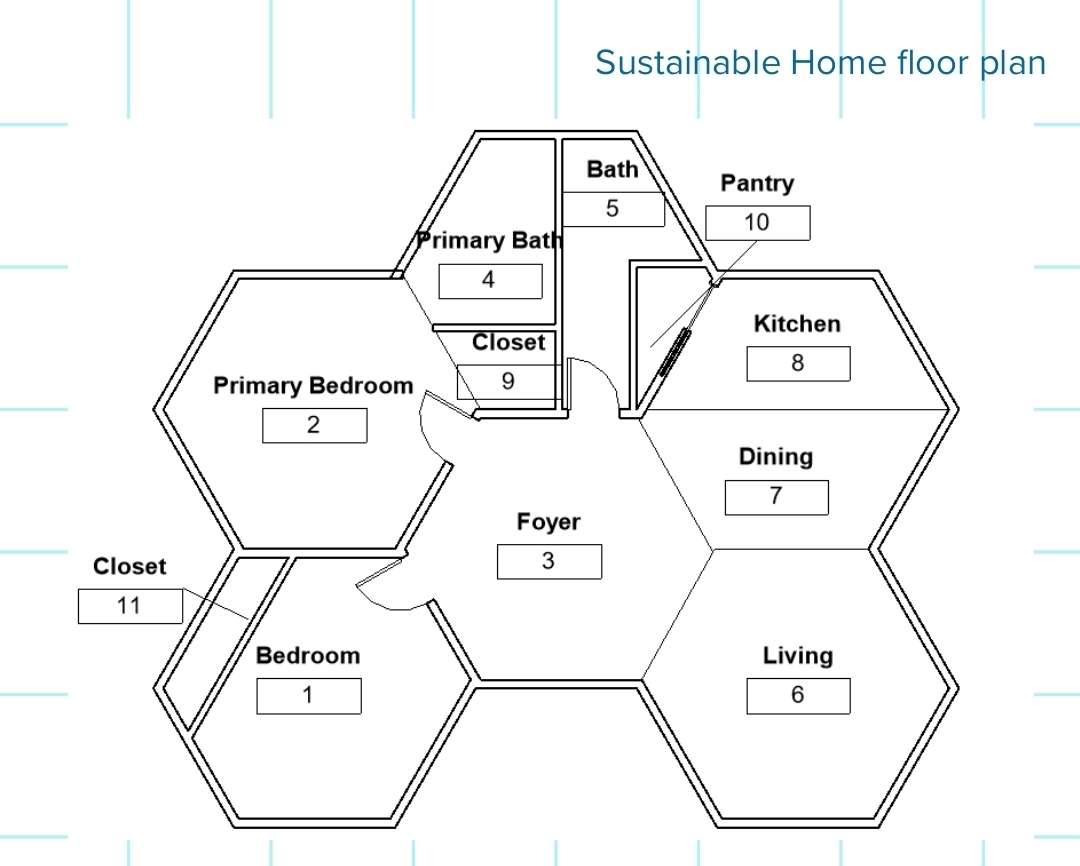 Sustainable Home floor plan
Bath
5
Pantry
10
Primary Bath
4
Kitchen
8
Closet
9
Primary Bedroom
2
Dining
7
Foyer
3
Closet
11
Bedroom
1
Living
6